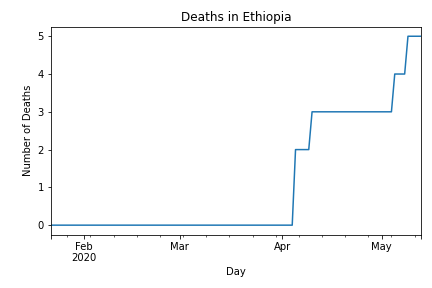 Deaths in Ethiopia
5
4
3
2
1
0
Number of Deaths
Feb
2020
Mar
Apr
May
Day